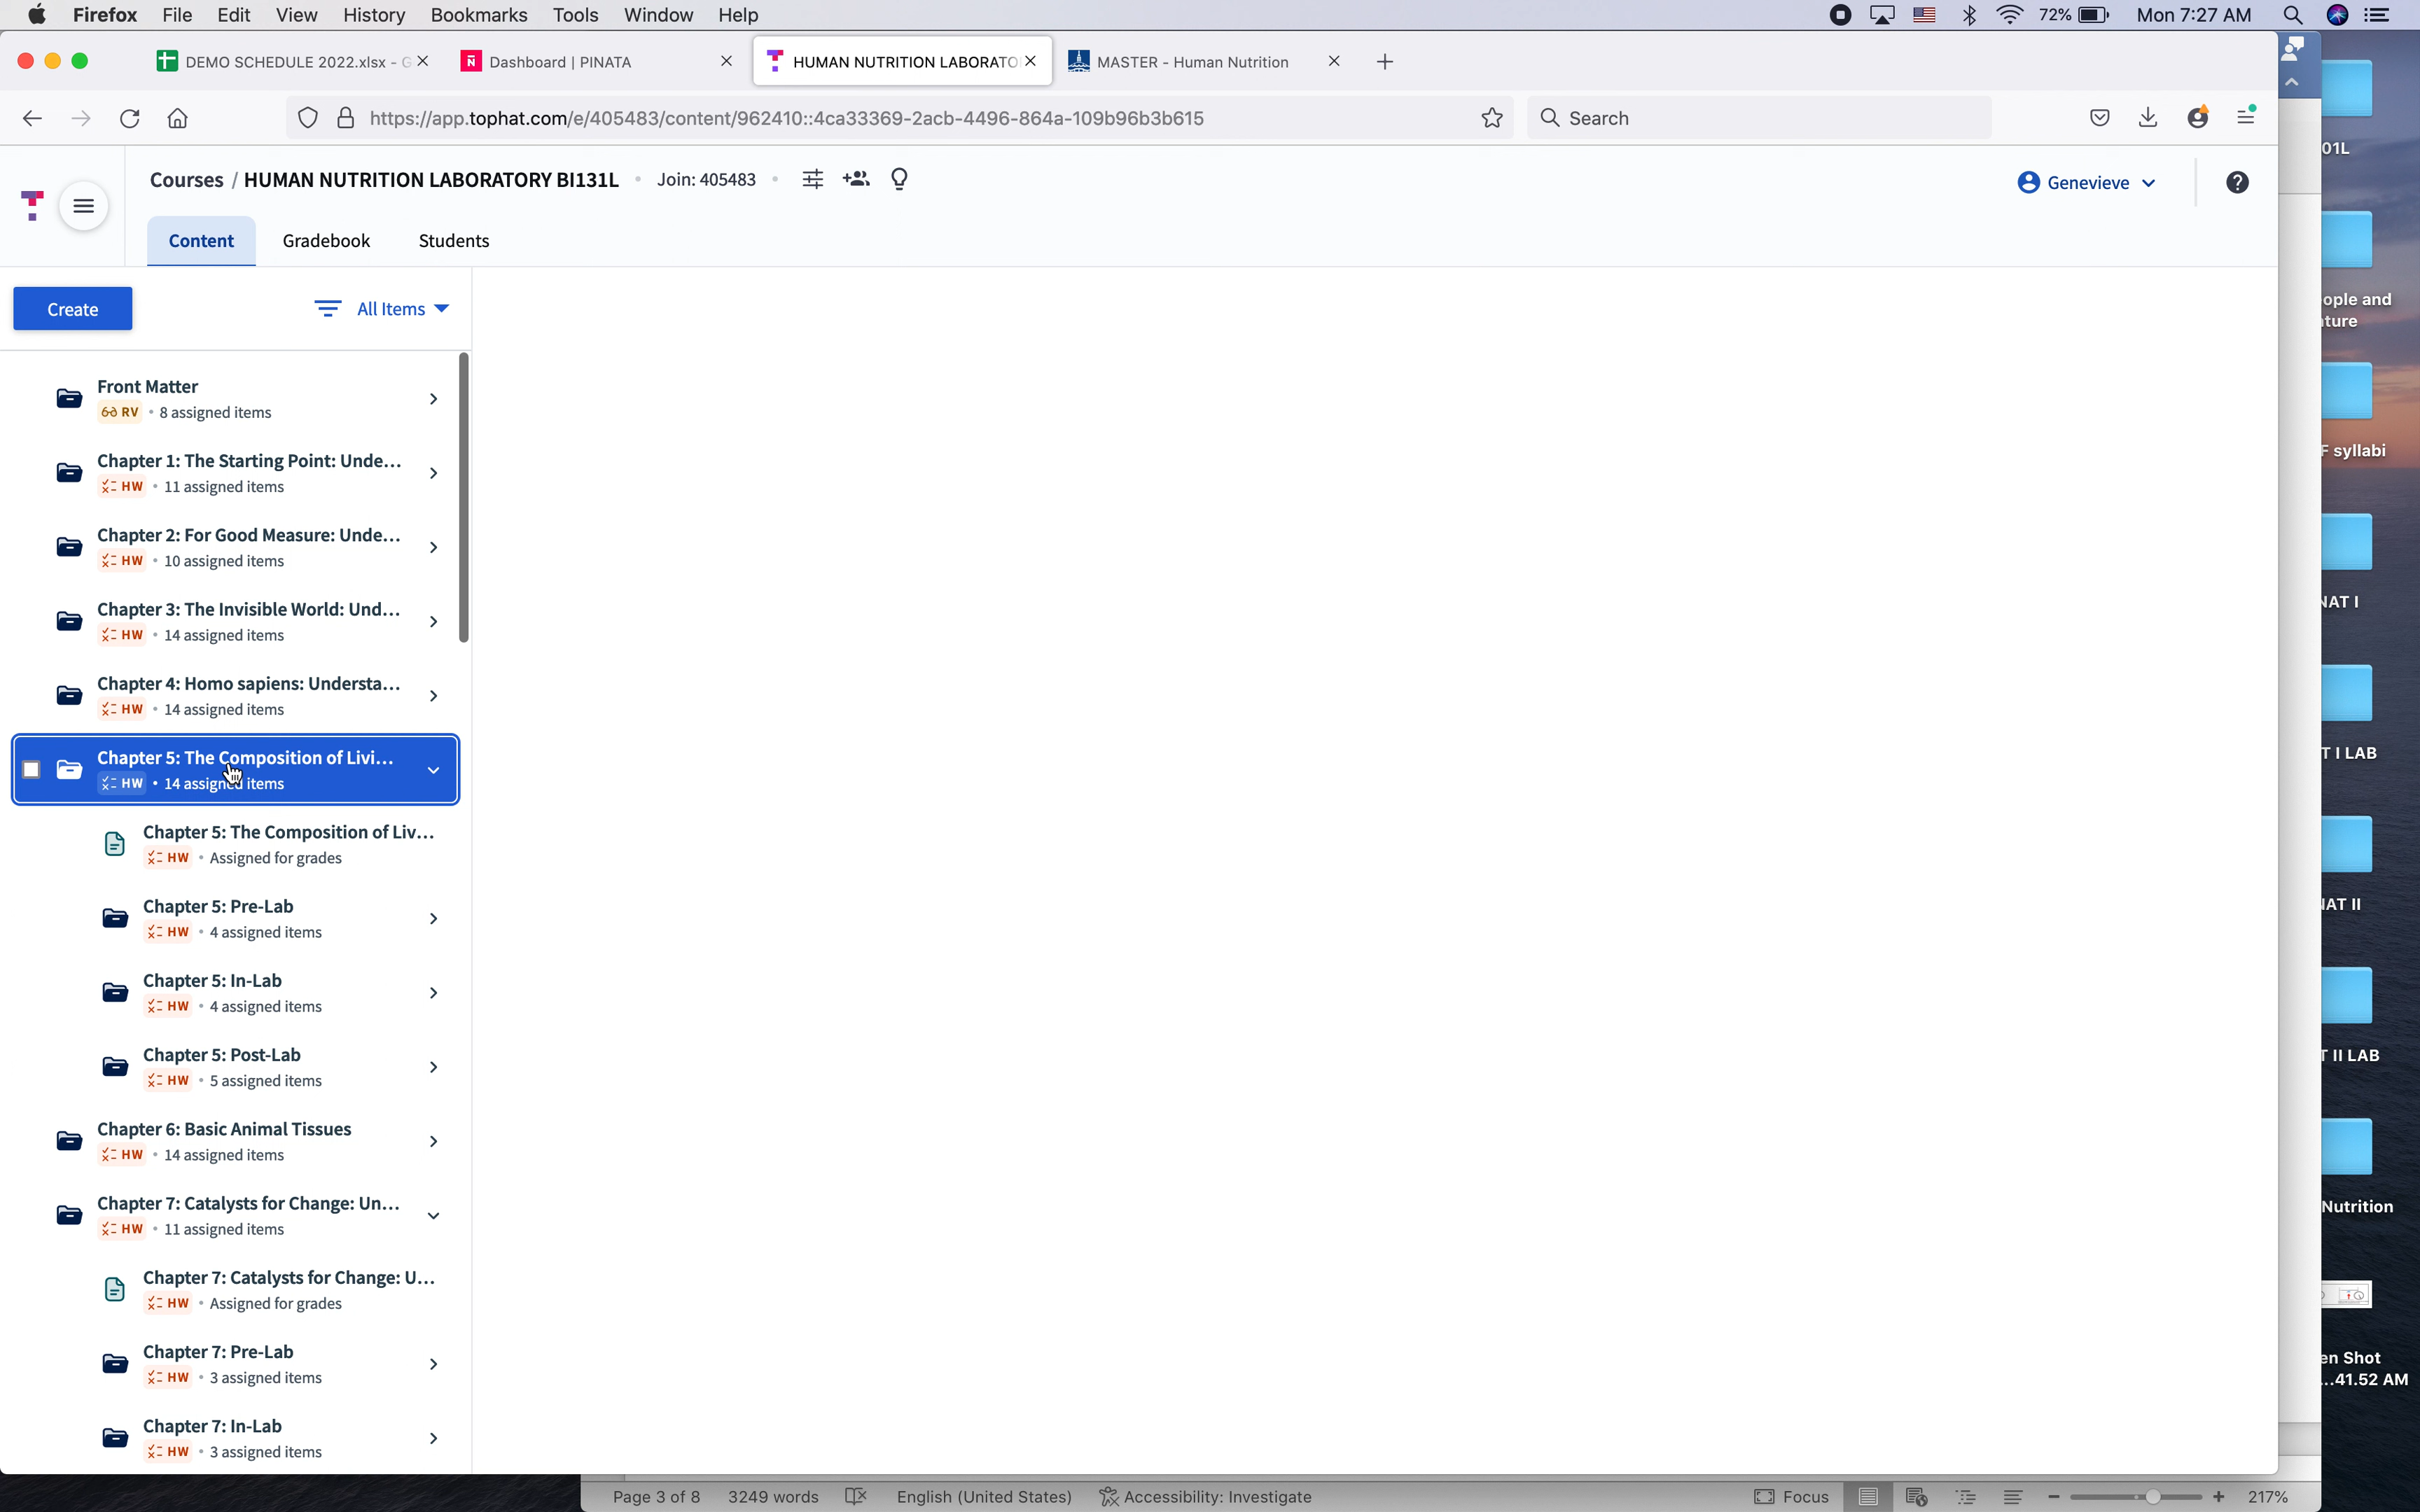 Firefox File Edit View History Bookmarks Tools Window Help 72% Mon 7:27 AM
DEMO SCHEDULE 2022.xlsx - G Dashboard | PINATA HUMAN NUTRITION LABORATO MASTER - Human Nutrition
https://app.tophat.com/e/405483/content/962410::4ca33369-2acb-4496-864a-109b96b3b615 Search
Courses / HUMAN NUTRITION LABORATORY BI131L • Join: 405483 • Genevieve
Content Gradebook Students
Create All Items
Front Matter
RV • 8 assigned items
Chapter 1: The Starting Point: Unde...
HW • 11 assigned items
Chapter 2: For Good Measure: Unde...
HW • 10 assigned items
Chapter 3: The Invisible World: Und...
HW • 14 assigned items
Chapter 4: Homo sapiens: Understa...
HW • 14 assigned items
Chapter 5: The Composition of Livi...
HW • 14 assigned items
Chapter 5: The Composition of Liv...
HW • Assigned for grades
Chapter 5: Pre-Lab
HW • 4 assigned items
Chapter 5: In-Lab
HW • 4 assigned items
Chapter 5: Post-Lab
HW • 5 assigned items
Chapter 6: Basic Animal Tissues
HW • 14 assigned items
Chapter 7: Catalysts for Change: Un...
HW • 11 assigned items
Chapter 7: Catalysts for Change: U...
HW • Assigned for grades
Chapter 7: Pre-Lab
HW • 3 assigned items
Chapter 7: In-Lab
HW • 3 assigned items
01L
ople and
ture
F syllabi
NAT I
T I LAB
NAT II
T II LAB
Nutrition
en Shot
...41.52 AM
Page 3 of 8 3249 words English (United States) Accessibility: Investigate Focus 217%